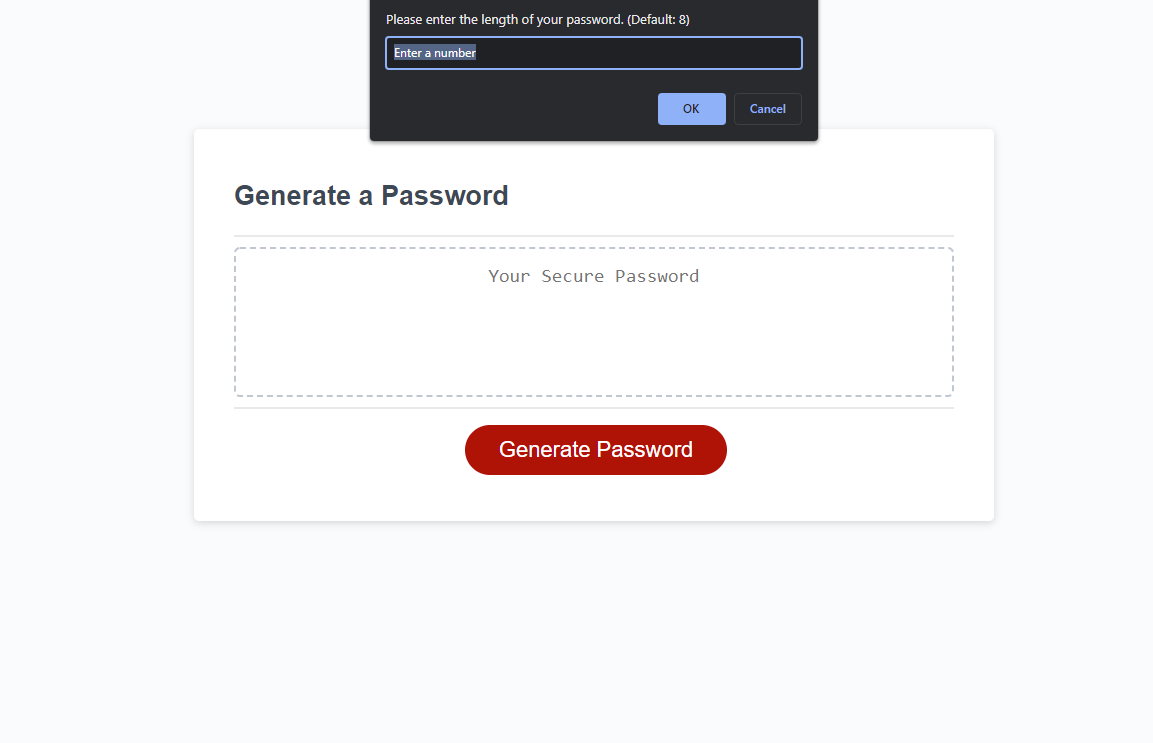 Please enter the length of your password. (Default: 8)
Enter a number
OK
Cancel
Generate a Password
Your Secure Password
Generate Password